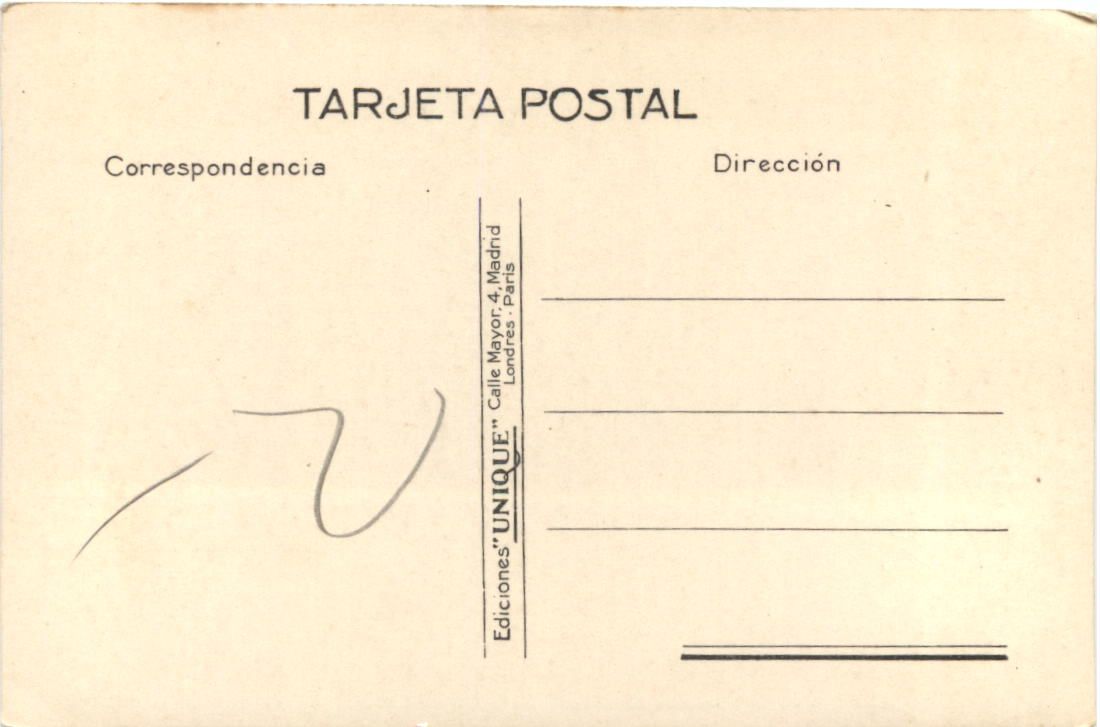 TARJETA POSTAL
Correspondencia
Dirección
Ediciones "UNIQUE" Calle Mayor, 4, Madrid
Londres · Paris